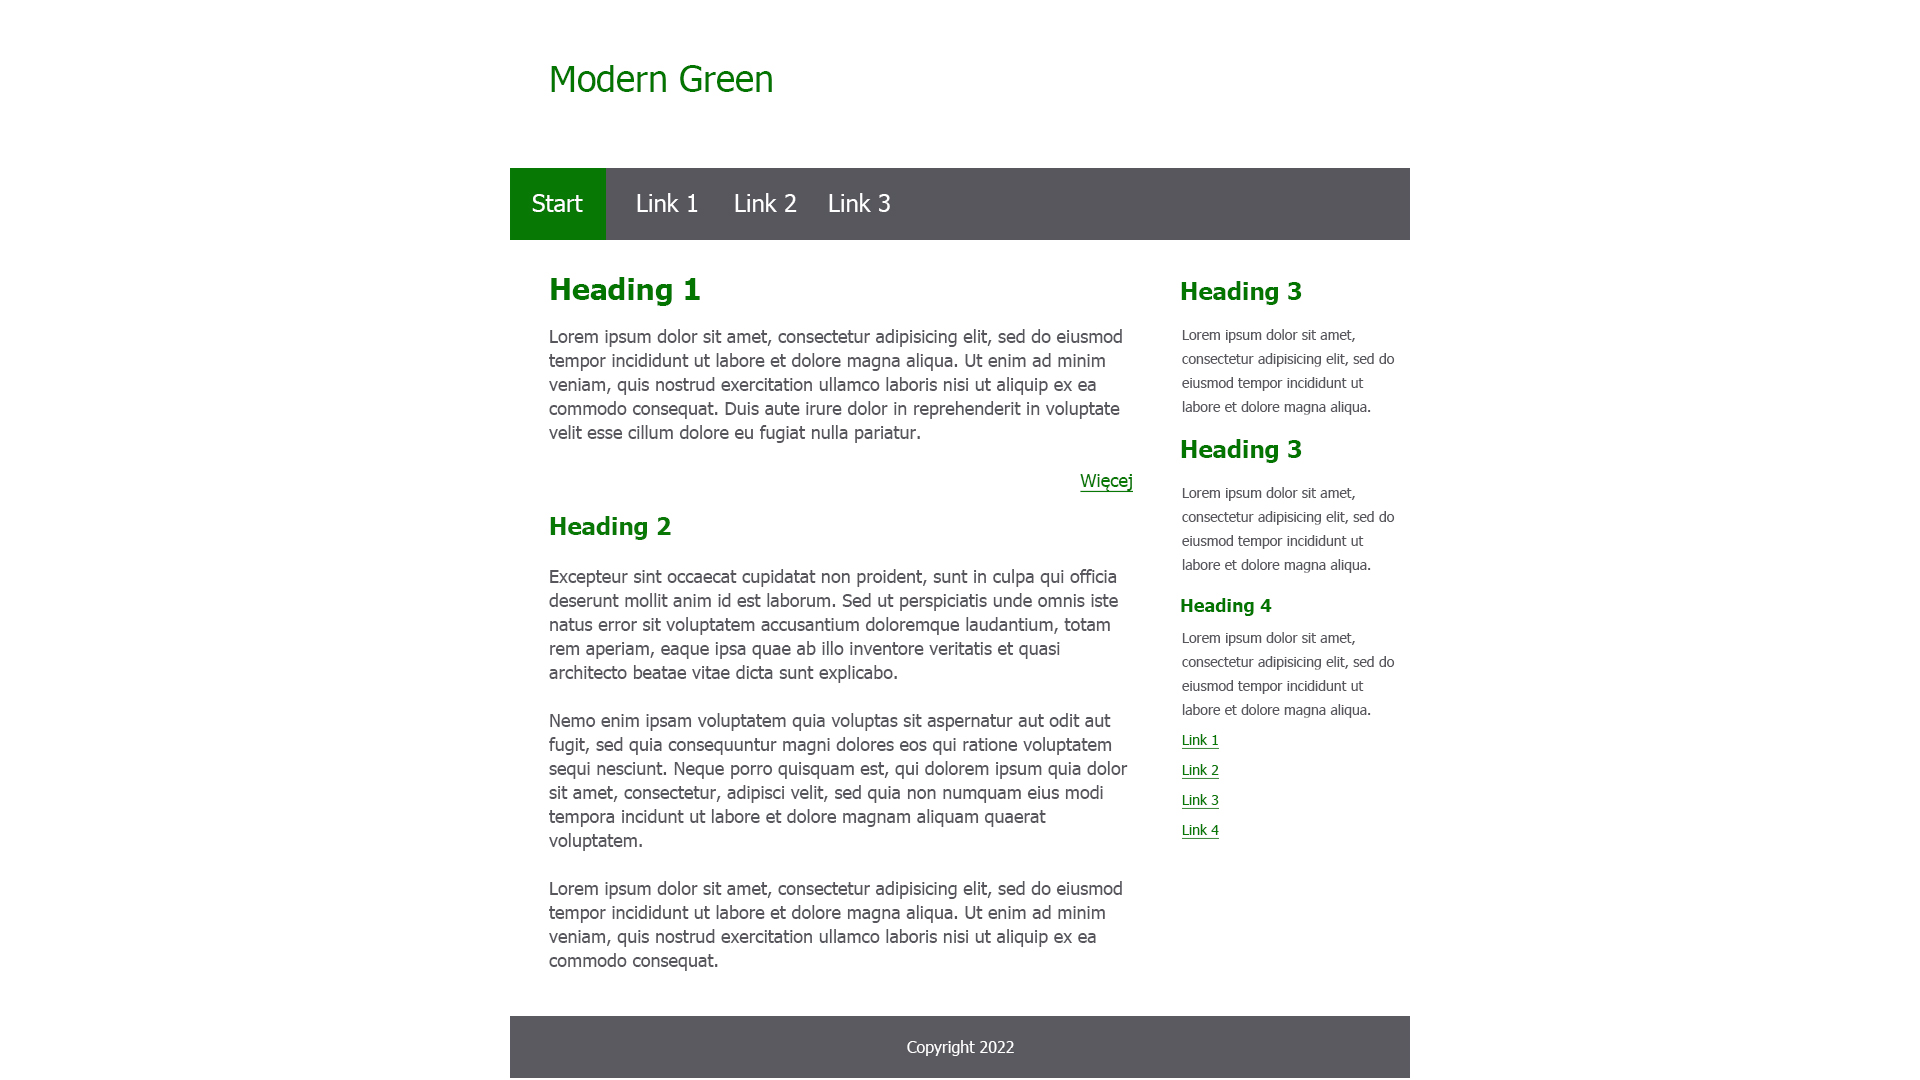 Modern Green
Start Link 1 Link 2 Link 3
Heading 1
Lorem ipsum dolor sit amet, consectetur adipisicing elit, sed do eiusmod
tempor incididunt ut labore et dolore magna aliqua. Ut enim ad minim
veniam, quis nostrud exercitation ullamco laboris nisi ut aliquip ex ea
commodo consequat. Duis aute irure dolor in reprehenderit in voluptate
velit esse cillum dolore eu fugiat nulla pariatur.
Więcej
Heading 2
Excepteur sint occaecat cupidatat non proident, sunt in culpa qui officia
deserunt mollit anim id est laborum. Sed ut perspiciatis unde omnis iste
natus error sit voluptatem accusantium doloremque laudantium, totam
rem aperiam, eaque ipsa quae ab illo inventore veritatis et quasi
architecto beatae vitae dicta sunt explicabo.
Nemo enim ipsam voluptatem quia voluptas sit aspernatur aut odit aut
fugit, sed quia consequuntur magni dolores eos qui ratione voluptatem
sequi nesciunt. Neque porro quisquam est, qui dolorem ipsum quia dolor
sit amet, consectetur, adipisci velit, sed quia non numquam eius modi
tempora incidunt ut labore et dolore magnam aliquam quaerat
voluptatem.
Lorem ipsum dolor sit amet, consectetur adipisicing elit, sed do eiusmod
tempor incididunt ut labore et dolore magna aliqua. Ut enim ad minim
veniam, quis nostrud exercitation ullamco laboris nisi ut aliquip ex ea
commodo consequat.
Heading 3
Lorem ipsum dolor sit amet,
consectetur adipisicing elit, sed do
eiusmod tempor incididunt ut
labore et dolore magna aliqua.
Heading 3
Lorem ipsum dolor sit amet,
consectetur adipisicing elit, sed do
eiusmod tempor incididunt ut
labore et dolore magna aliqua.
Heading 4
Lorem ipsum dolor sit amet,
consectetur adipisicing elit, sed do
eiusmod tempor incididunt ut
labore et dolore magna aliqua.
Link 1
Link 2
Link 3
Link 4
Copyright 2022